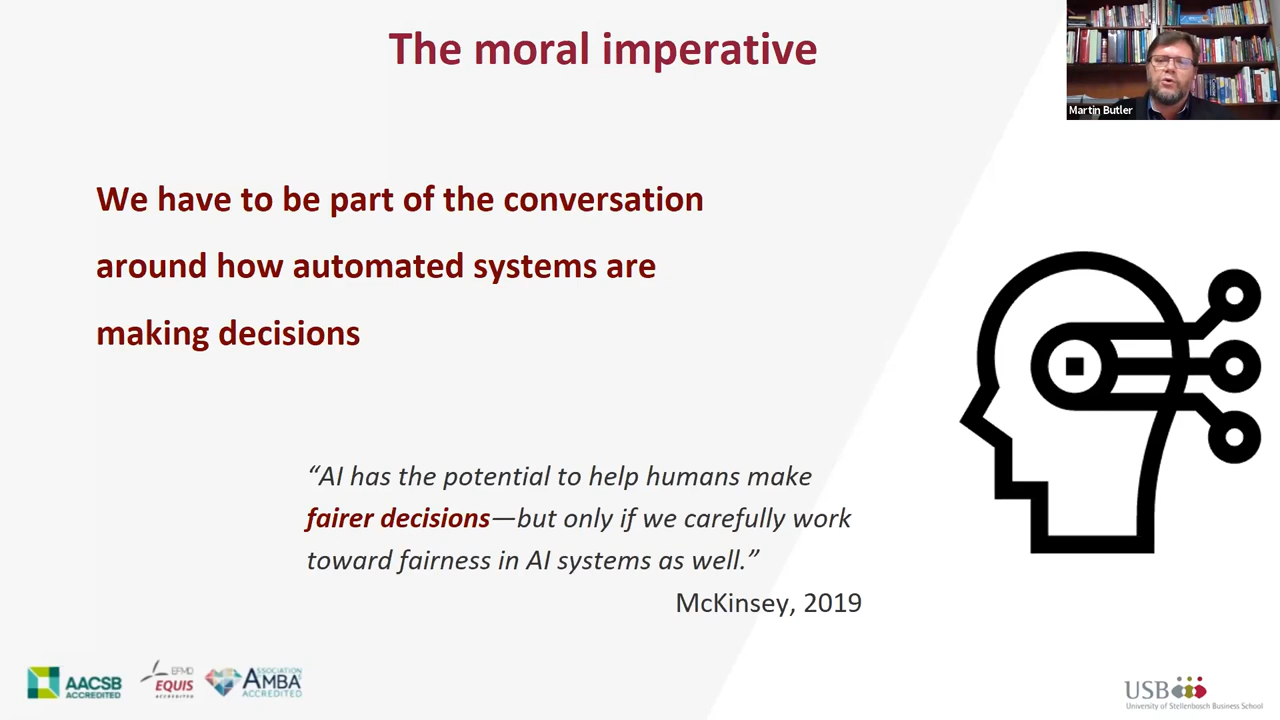 The moral imperative
Martin Butler
We have to be part of the conversation
around how automated systems are
making decisions
“AI has the potential to help humans make
fairer decisions—but only if we carefully work
toward fairness in AI systems as well.”
McKinsey, 2019
AACSB
ACCREDITED
EFMD
EQUIS
ACCREDITED
ASSOCIATION
AMBA
ACCREDITED
USB
University of Stellenbosch Business School